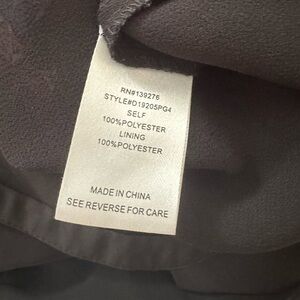 RN#139276
STYLE#D19205PG4
SELF
100%POLYESTER
LINING
100%POLYESTER
MADE IN CHINA
SEE REVERSE FOR CARE